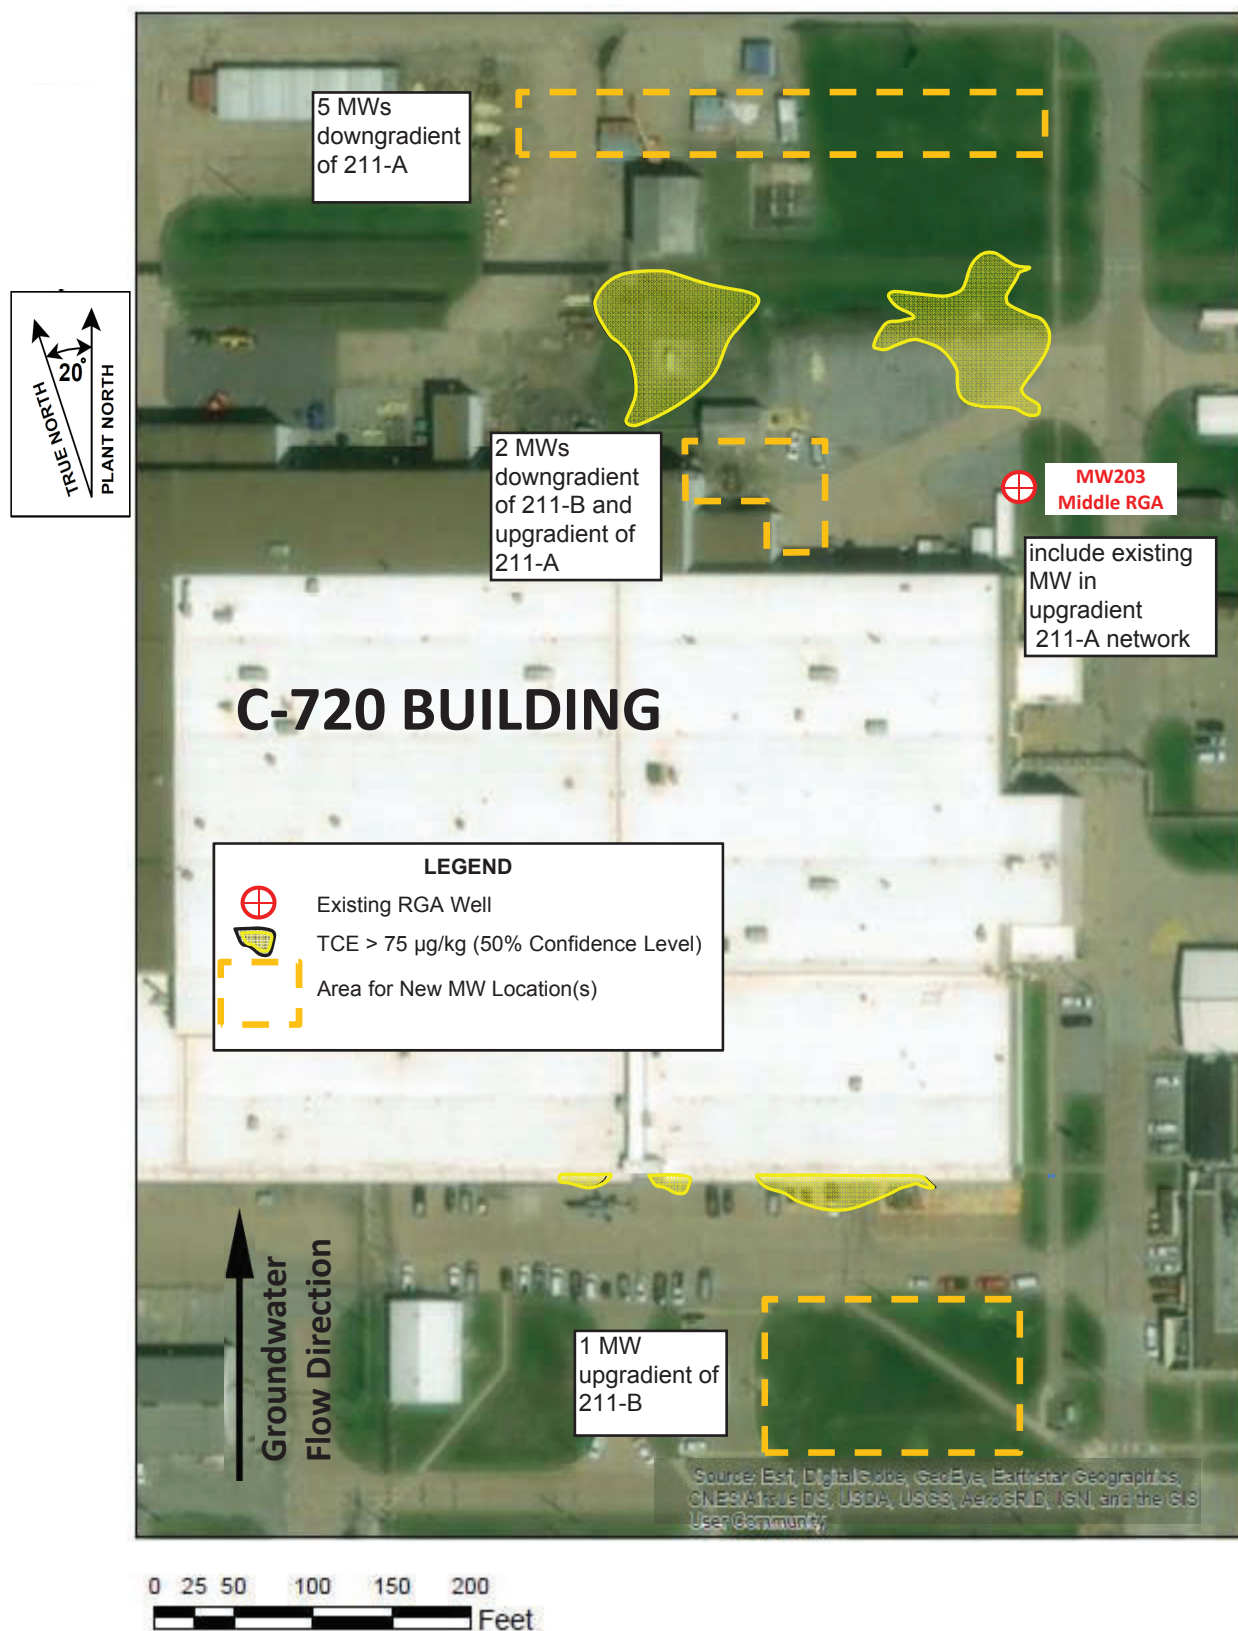 5 MWs
downgradient
of 211-A
20°
TRUE NORTH
PLANT NORTH
2 MWs
downgradient
of 211-B and
upgradient of
211-A
MW203
Middle RGA
include existing
MW in
upgradient
211-A network
C-720 BUILDING
LEGEND
Existing RGA Well
TCE > 75 µg/kg (50% Confidence Level)
Area for New MW Location(s)
Groundwater
Flow Direction
1 MW
upgradient of
211-B
Source: Esri, DigitalGlobe, GeoEye, Earthstar Geographics,
CNES/Airbus DS, USDA, USGS, AeroGRID, IGN, and the GIS
User Community
0 25 50 100 150 200
Feet